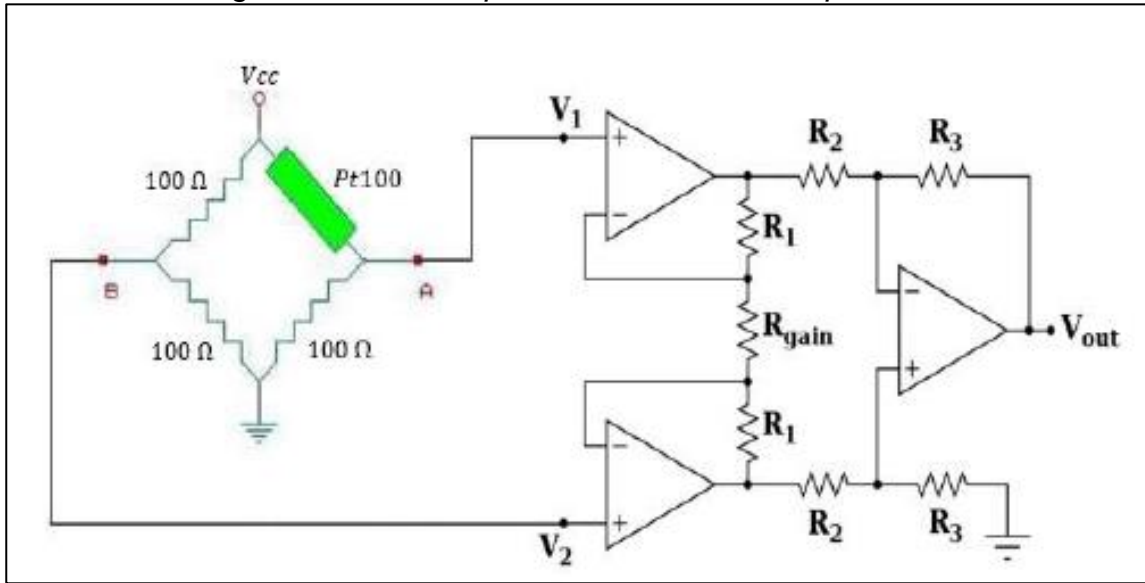 Vcc
100 Ω
Pt100
B
A
100 Ω
100 Ω
V1
+
−
R1
Rgain
R1
−
+
V2
R2
R3
−
+
Vout
R2
R3